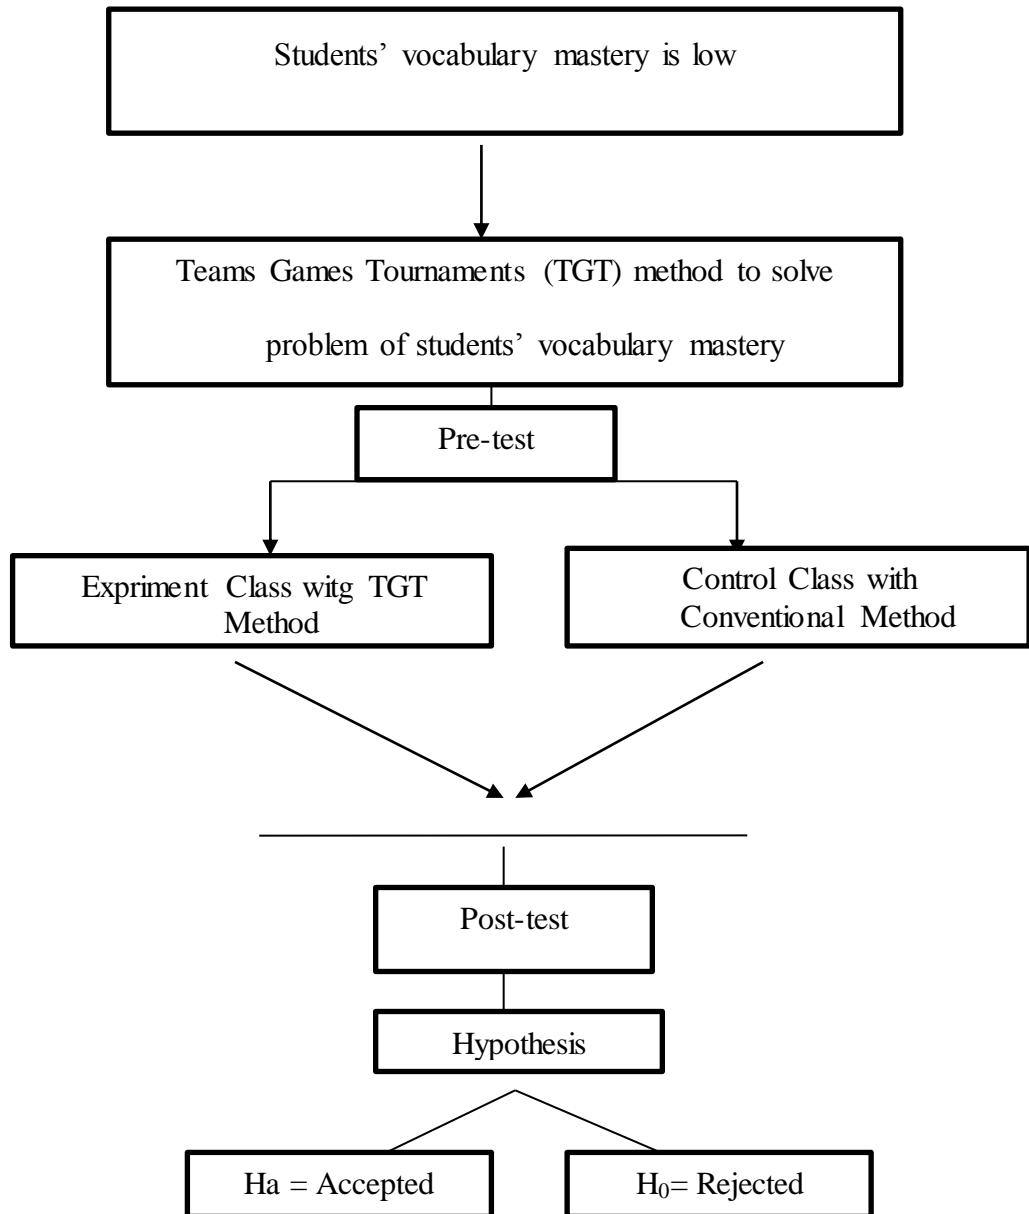 Students’ vocabulary mastery is low
Teams Games Tournaments (TGT) method to solve
problem of students’ vocabulary mastery
Pre-test
Expriment Class witg TGT
Method
Control Class with
Conventional Method
Post-test
Hypothesis
Ha = Accepted
H₀= Rejected